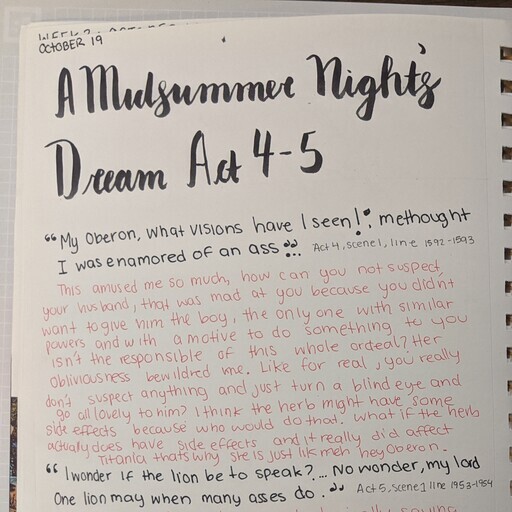 OCTOBER 19
A Midsummer Night's
Dream Act 4-5
"My Oberon, what visions have I seen!; methought
I was enamored of an ass". Act 4, scene 1, line 1592-1593
This amused me so much, how can you not suspect,
your husband, that was mad at you because you didn't
want to give him the boy, the only one with similar
powers and with a motive to do something to you
isn't the responsible of this whole ordeal? Her
obliviousness bewildred me. Like for real, you really
don't suspect anything and just turn a blind eye and
go all lovely to him? I think the herb might have some
side effects because who would do that. what if the herb
actually does have side effects and it really did affect
Titania that's why she is just like meh hey Oberon.
"I wonder if the lion be to speak?... No wonder, my lord
One lion may when many asses do." Act 5, scene 1 line 1953-1954